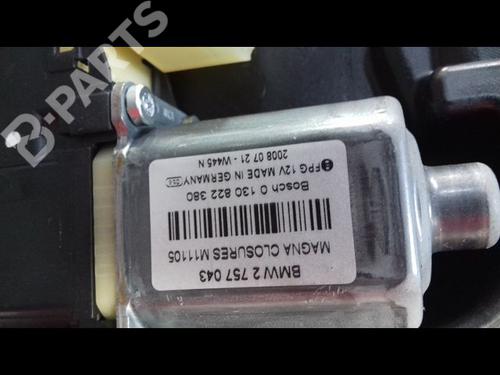 B-PARTS
BMW 2 757 043
MAGNA CLOSURES M11105
Bosch 0 130 822 380
FPG 12V MADE IN GERMANY
2008 07 21 - W445 N